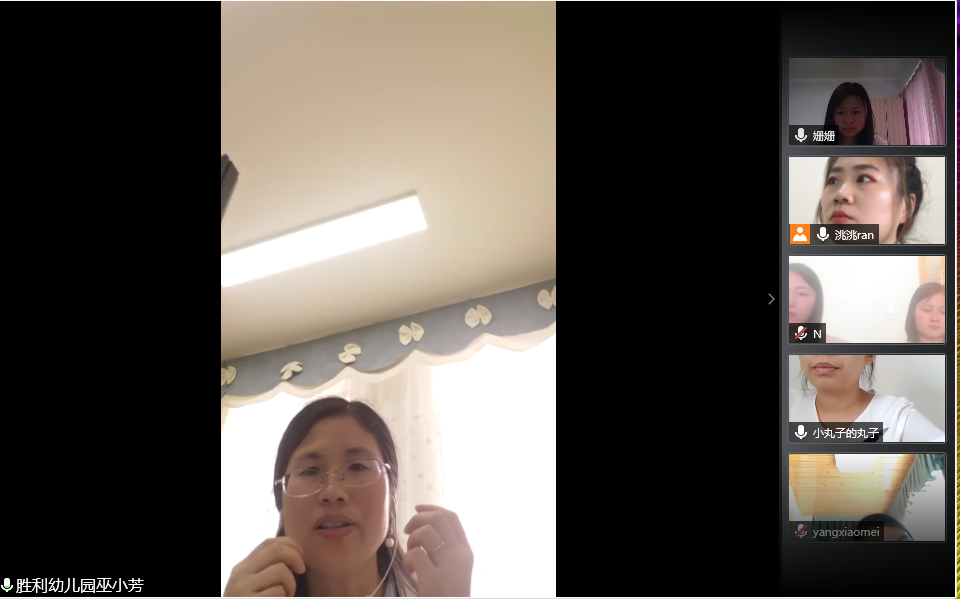 姗姗
洮洮ran
N
小丸子的丸子
yangxiaomei
胜利幼儿园巫小芳